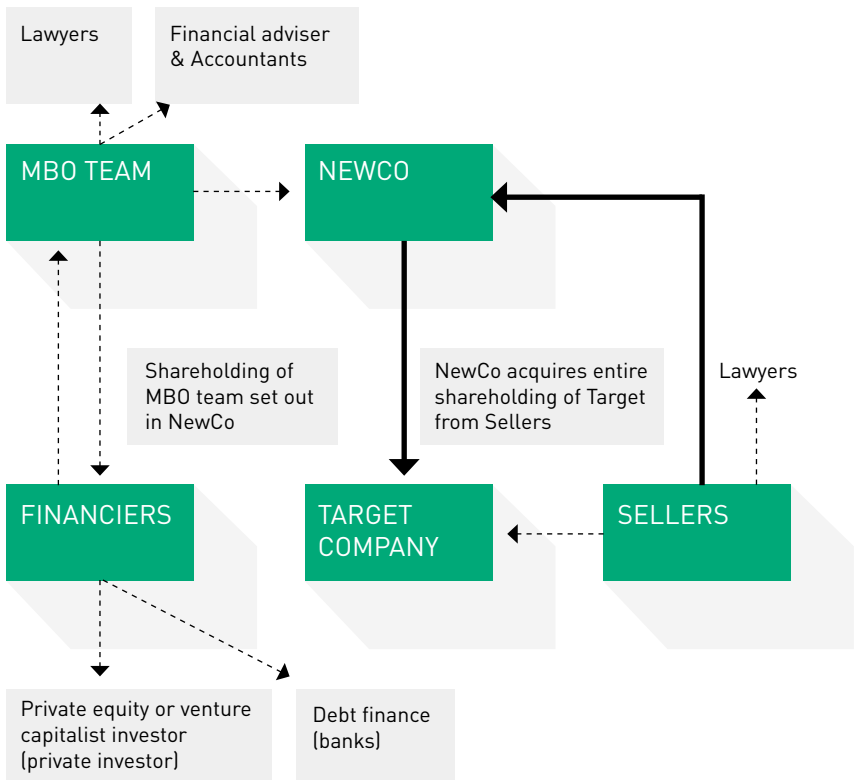 Lawyers
Financial adviser
& Accountants
MBO TEAM
NEWCO
Shareholding of
MBO team set out
in NewCo
NewCo acquires entire
shareholding of Target
from Sellers
Lawyers
FINANCIERS
TARGET
COMPANY
SELLERS
Private equity or venture
capitalist investor
(private investor)
Debt finance
(banks)